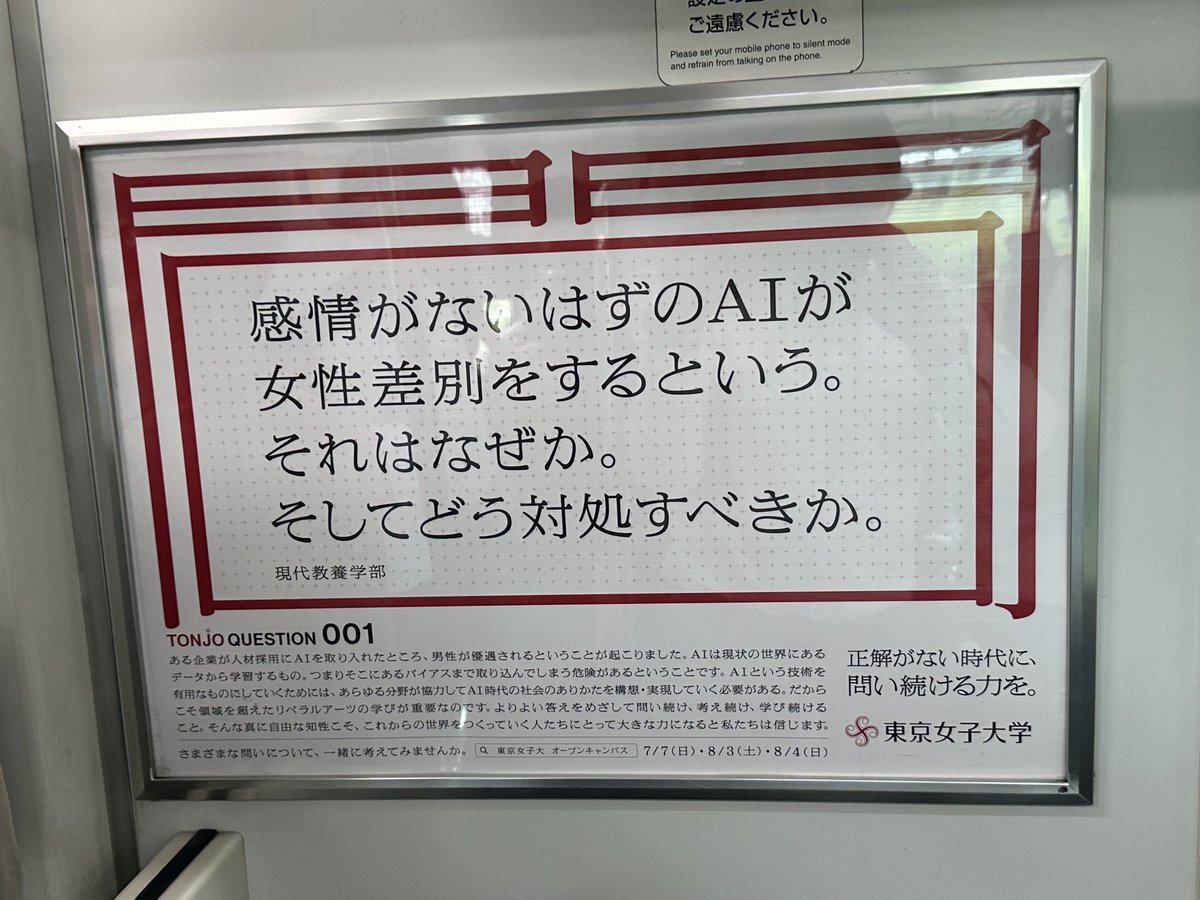 ご遠慮ください。
Please set your mobile phone to silent mode
and refrain from talking on the phone.
感情がないはずのAIが
女性差別をするという。
それはなぜか。
そしてどう対処すべきか。
現代教養学部
TONJO QUESTION 001
ある企業が人材採用にAIを取り入れたところ、男性が優遇されるということが起こりました。AIは現状の世界にある
データから学習するもの。つまりそこにあるバイアスまで取り込んでしまう危険があるということです。AIという技術を
有用なものにしていくためには、あらゆる分野が協力してAI時代の社会のありかたを構想・実現していく必要がある。だから
こそ領域を超えたリベラルアーツの学びが重要なのです。よりよい答えをめざして問い続け、考え続け、学び続ける
こと。そんな真に自由な知性こそ、これからの世界をつくっていく人たちにとって大きな力になると私たちは信じます。
さまざまな問いについて、一緒に考えてみませんか。 東京女子大 オープンキャンパス 7/7(日)・8/3(土)・8/4(日)
正解がない時代に、
問い続ける力を。
東京女子大学